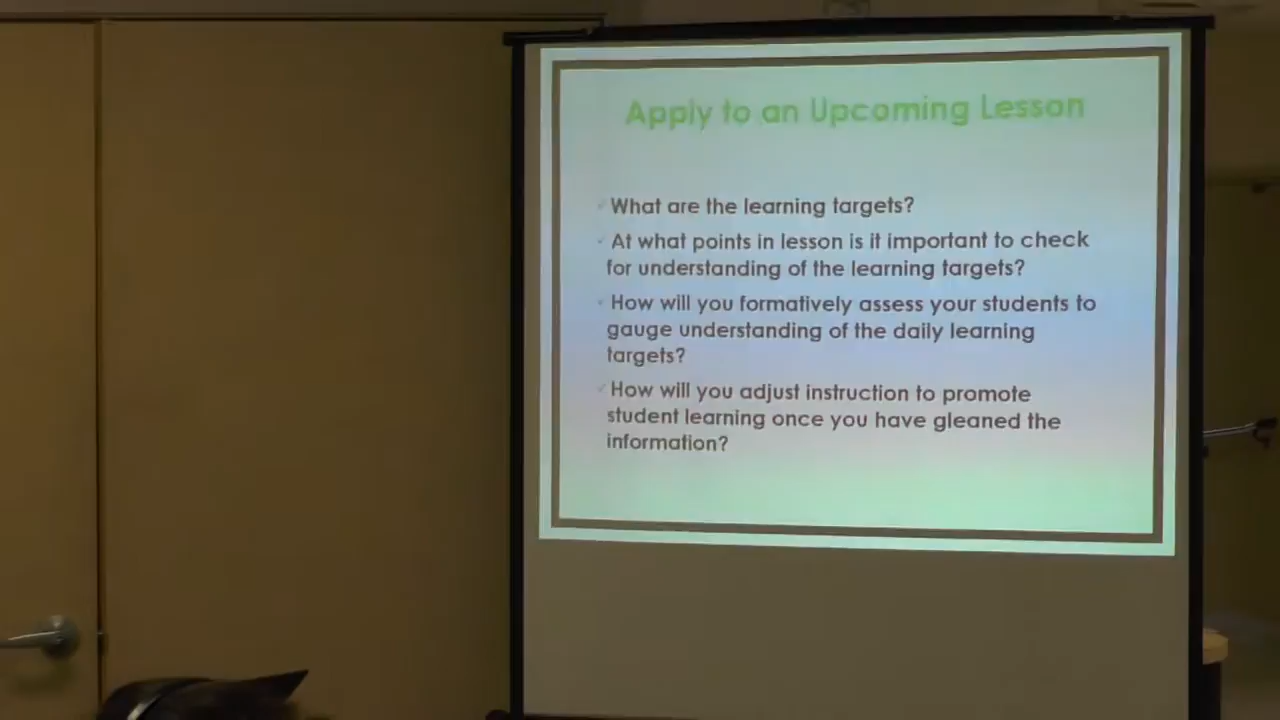 Apply to an Upcoming Lesson
What are the learning targets?
At what points in lesson is it important to check
for understanding of the learning targets?
How will you formatively assess your students to
gauge understanding of the daily learning
targets?
How will you adjust instruction to promote
student learning once you have gleaned the
information?